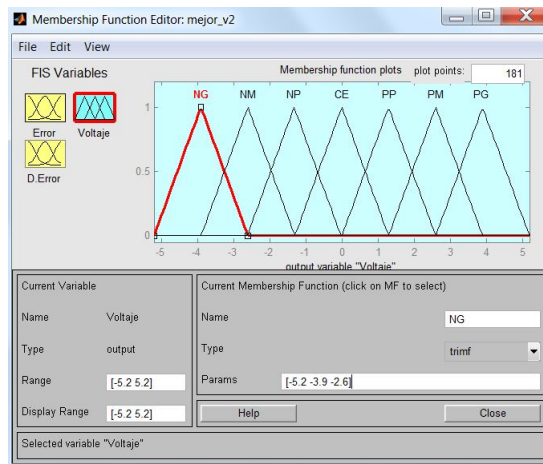 Membership Function Editor: mejor_v2
File Edit View
FIS Variables
Membership function plots plot points: 181
NG NM NP CE PP PM PG
1
0.5
0
Error Voltaje
D.Error
-5 -4 -3 -2 -1 0 1 2 3 4 5
output variable "Voltaje"
Current Variable
Name Voltaje
Type output
Range [-5.2 5.2]
Display Range [-5.2 5.2]
Current Membership Function (click on MF to select)
Name NG
Type trimf
Params [-5.2 -3.9 -2.6]
Help Close
Selected variable "Voltaje"